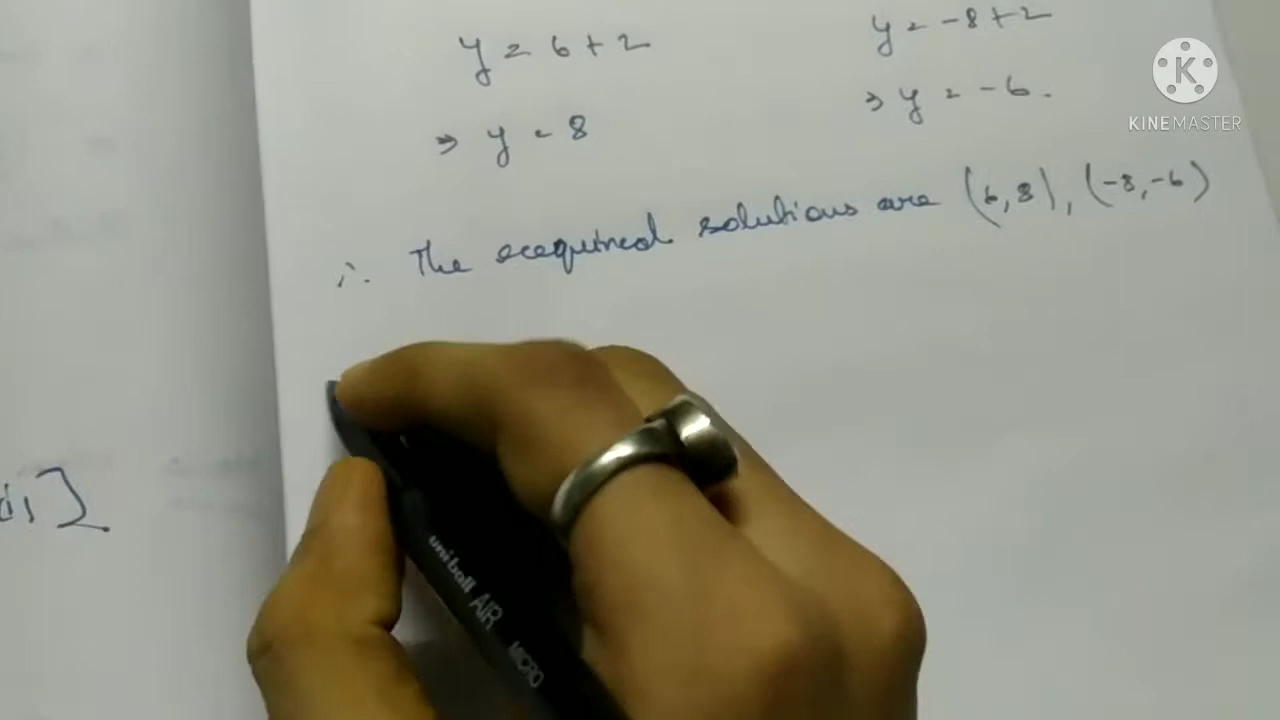 y = 6 + 2
y = -8 + 2
⇒ y = 8
⇒ y = -6.
∴ The required solutions are (6,8), (-8,-6)
KINEMASTER
uniball AIR MICRO